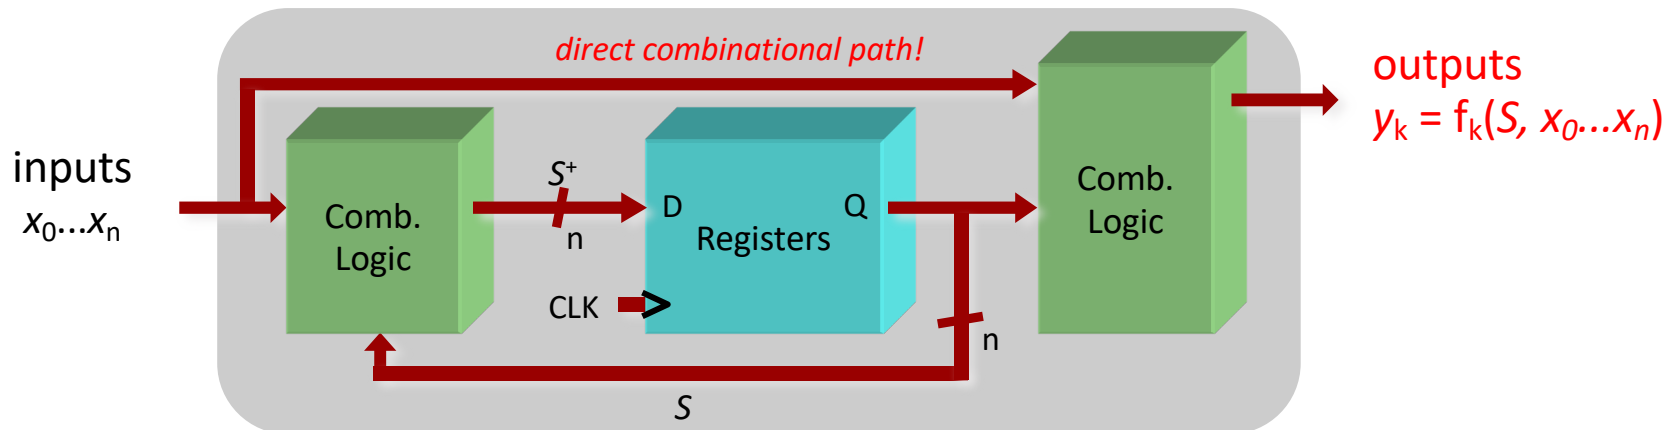 direct combinational path!
outputs
yₖ = fₖ(S, x₀...xₙ)
inputs
x₀...xₙ
Comb.
Logic
S⁺
n
D
Q
Registers
CLK
Comb.
Logic
n
S